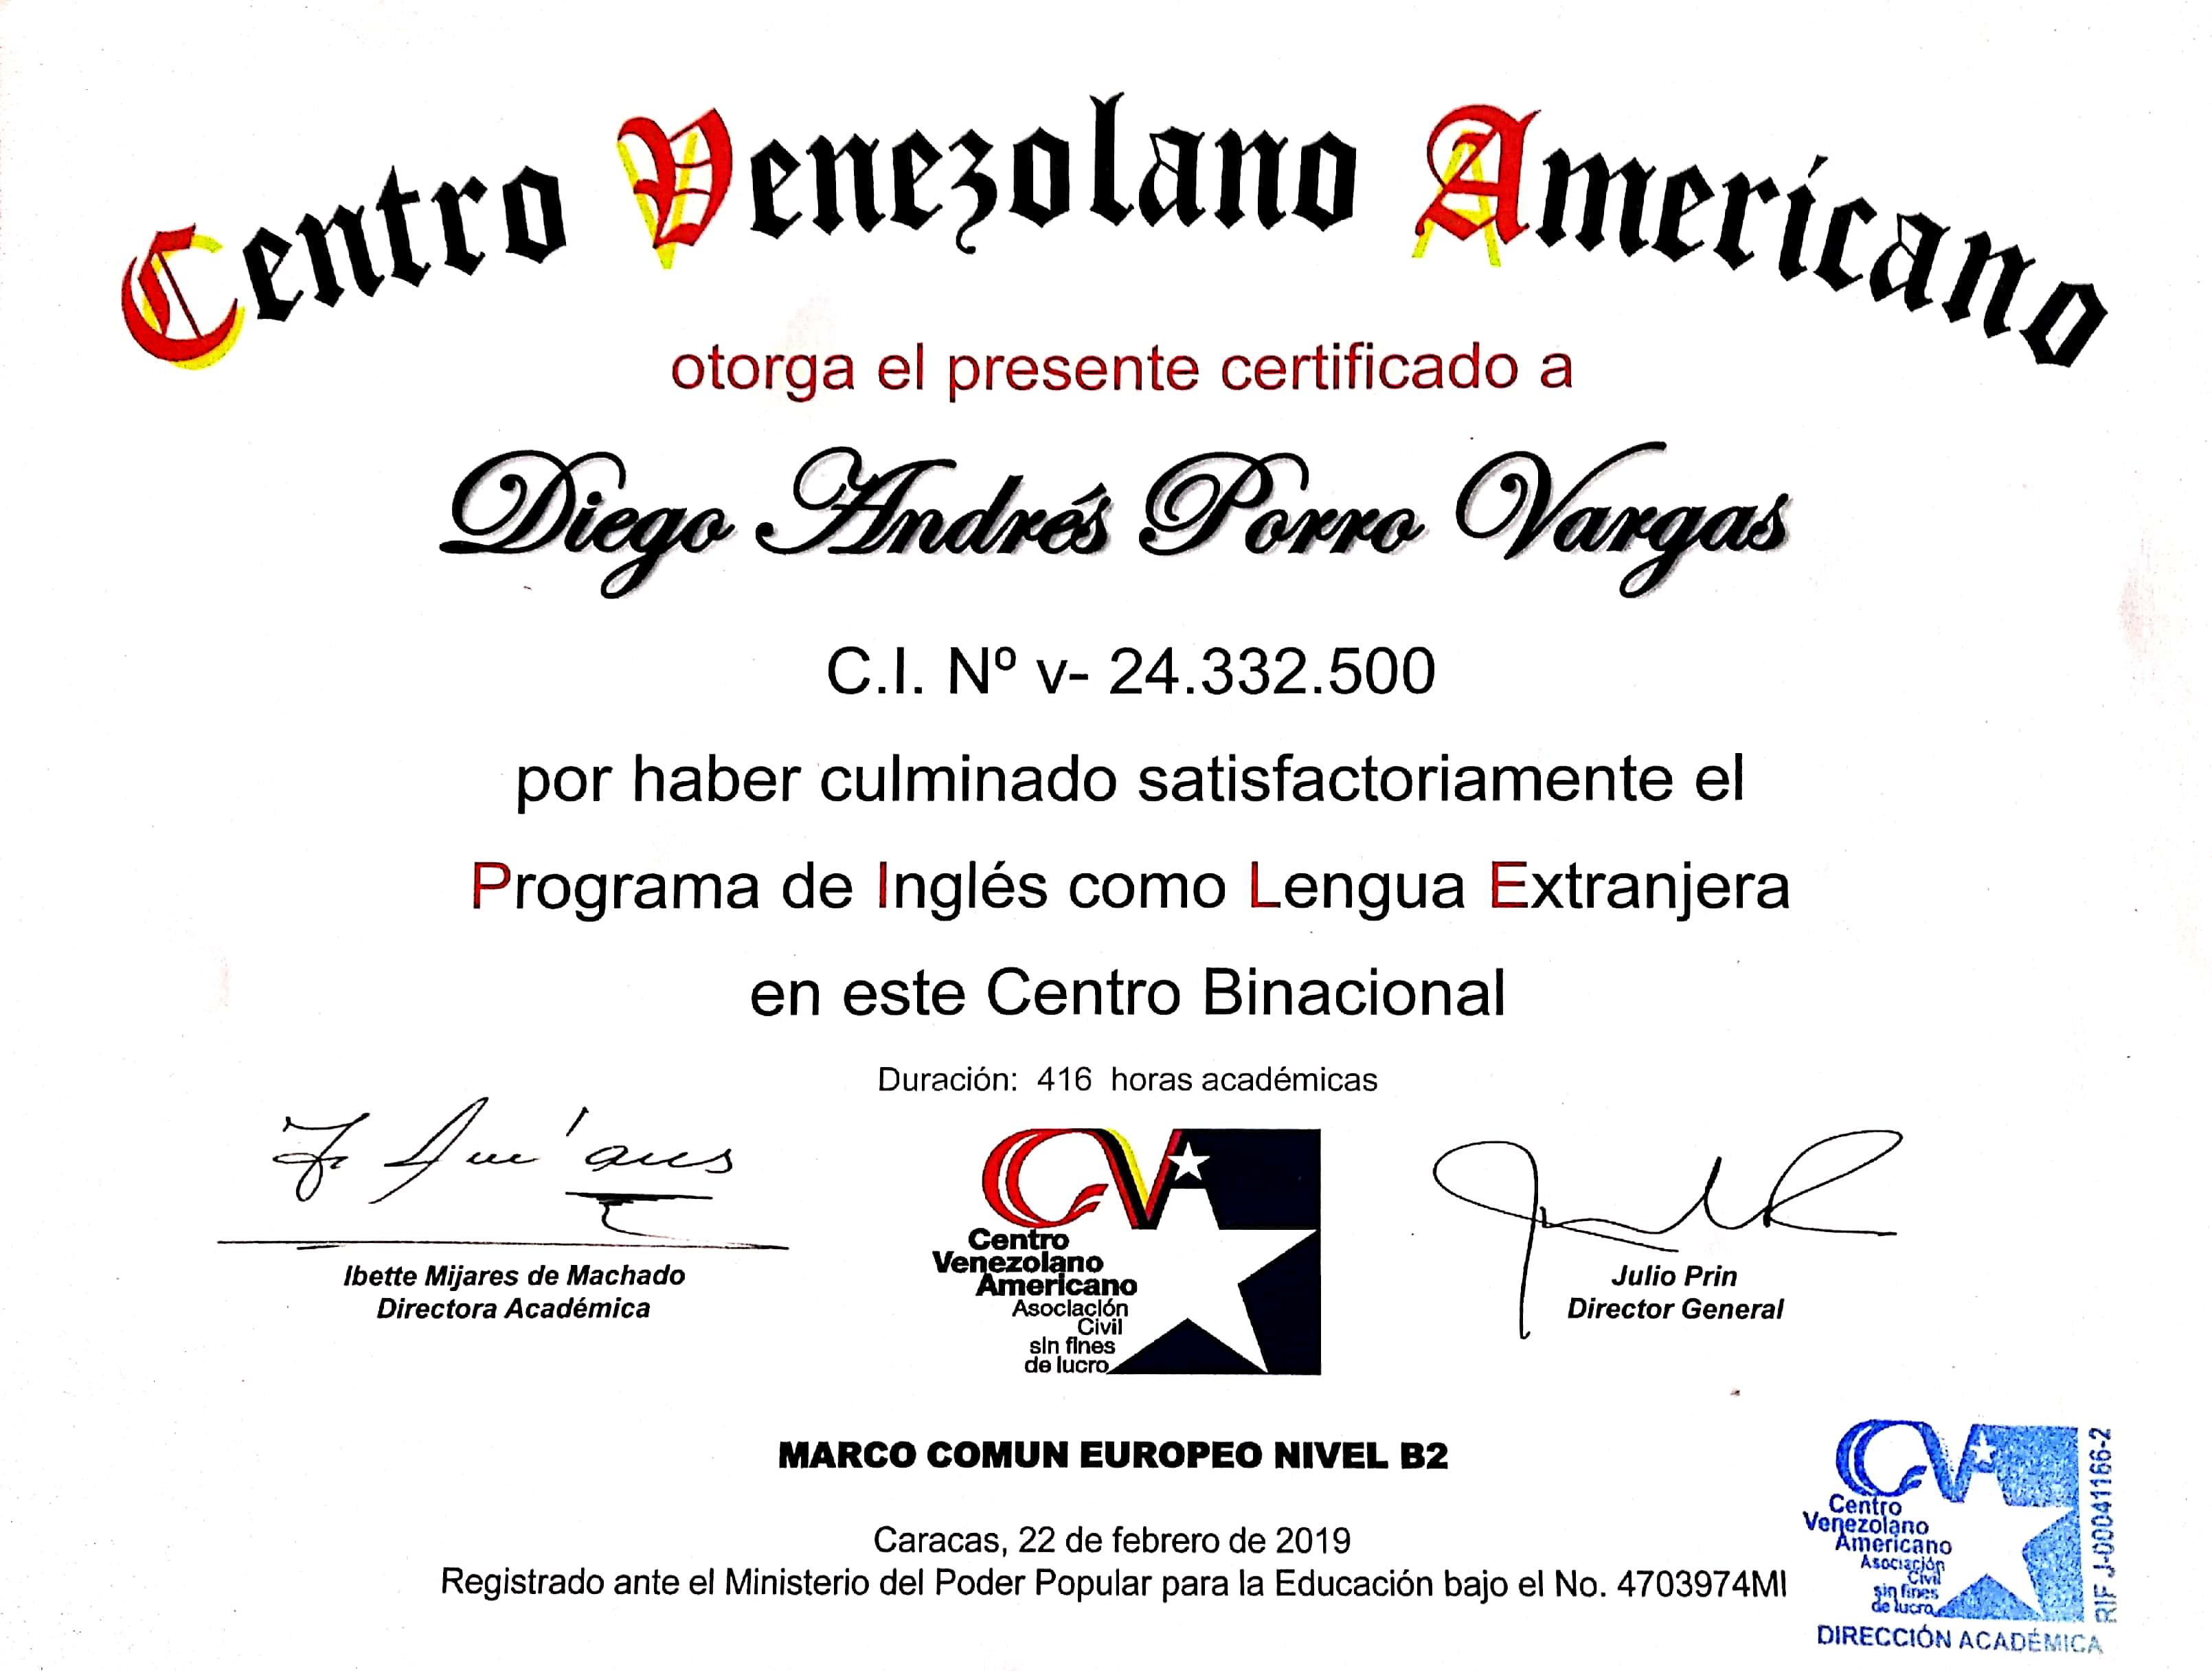 Centro Venezolano Americano
otorga el presente certificado a
Diego Andrés Porro Vargas
C.I. Nº v- 24.332.500
por haber culminado satisfactoriamente el
Programa de Inglés como Lengua Extranjera
en este Centro Binacional
Duración: 416 horas académicas
Ibette Mijares de Machado
Directora Académica
CVA
Centro
Venezolano
Americano
Asociación
Civil
sin fines
de lucro
Julio Prin
Director General
MARCO COMUN EUROPEO NIVEL B2
Caracas, 22 de febrero de 2019
Registrado ante el Ministerio del Poder Popular para la Educación bajo el No. 4703974MI
CVA
Centro
Venezolano
Americano
Asociación
Civil
sin fines
de lucro
RIF J-00041166-2
DIRECCIÓN ACADÉMICA